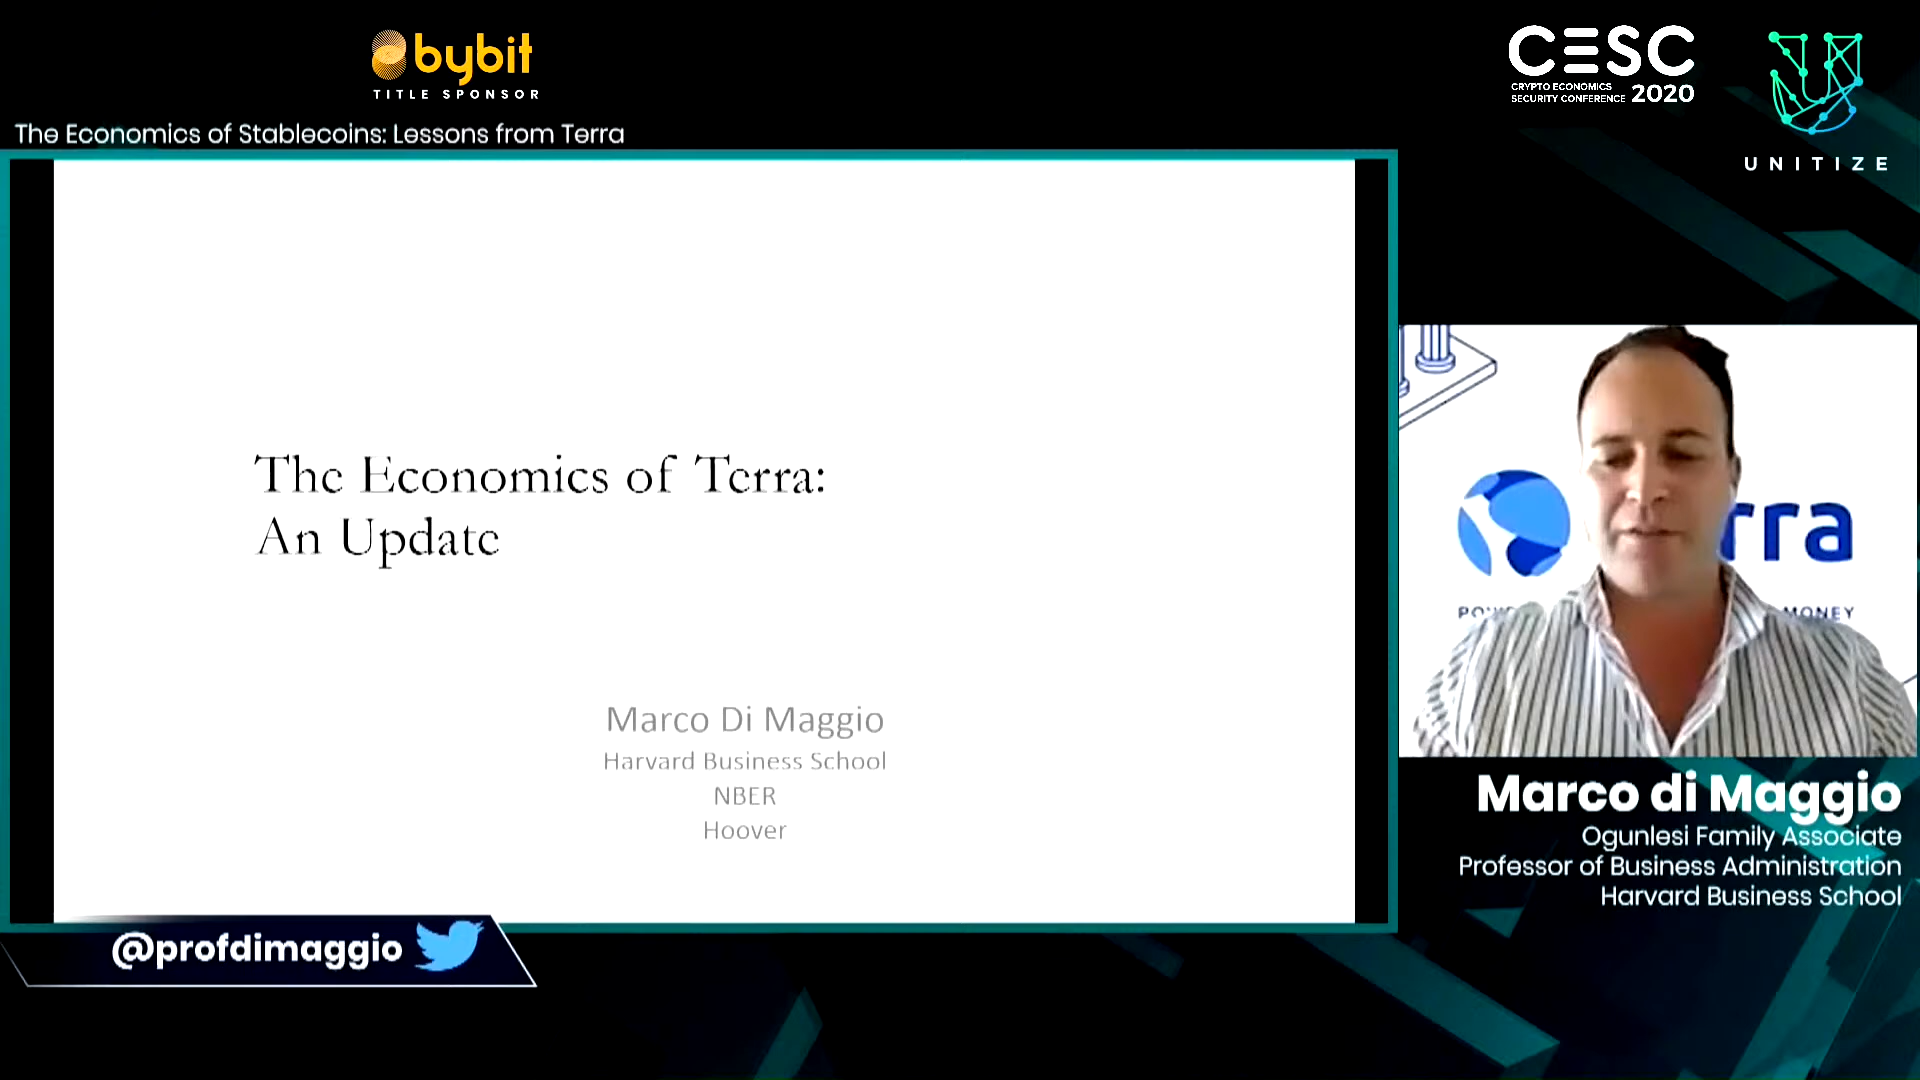 bybit
TITLE SPONSOR
CESC
CRYPTO ECONOMICS
SECURITY CONFERENCE 2020
UNITIZE
The Economics of Stablecoins: Lessons from Terra
The Economics of Terra:
An Update
Marco Di Maggio
Harvard Business School
NBER
Hoover
rra
MONEY
Marco di Maggio
Ogunlesi Family Associate
Professor of Business Administration
Harvard Business School
@profdimaggio